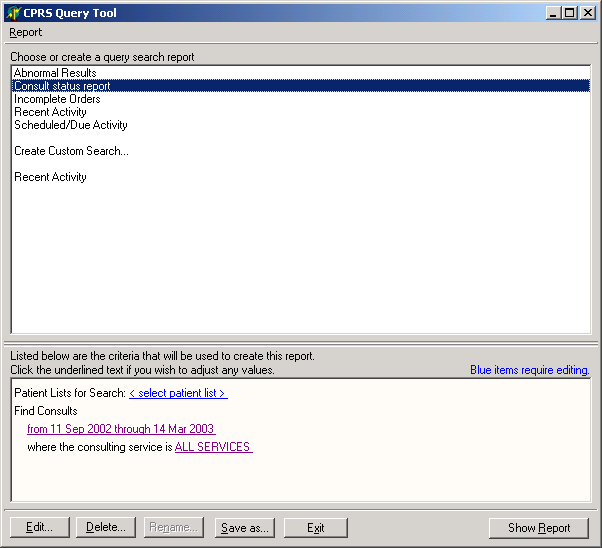 CPRS Query Tool
Report
Choose or create a query search report
Abnormal Results
Consult status report
Incomplete Orders
Recent Activity
Scheduled/Due Activity
Create Custom Search...
Recent Activity
Listed below are the criteria that will be used to create this report.
Click the underlined text if you wish to adjust any values. Blue items require editing.
Patient Lists for Search: < select patient list >
Find Consults
from 11 Sep 2002 through 14 Mar 2003
where the consulting service is ALL SERVICES
Edit... Delete... Rename... Save as... Exit Show Report